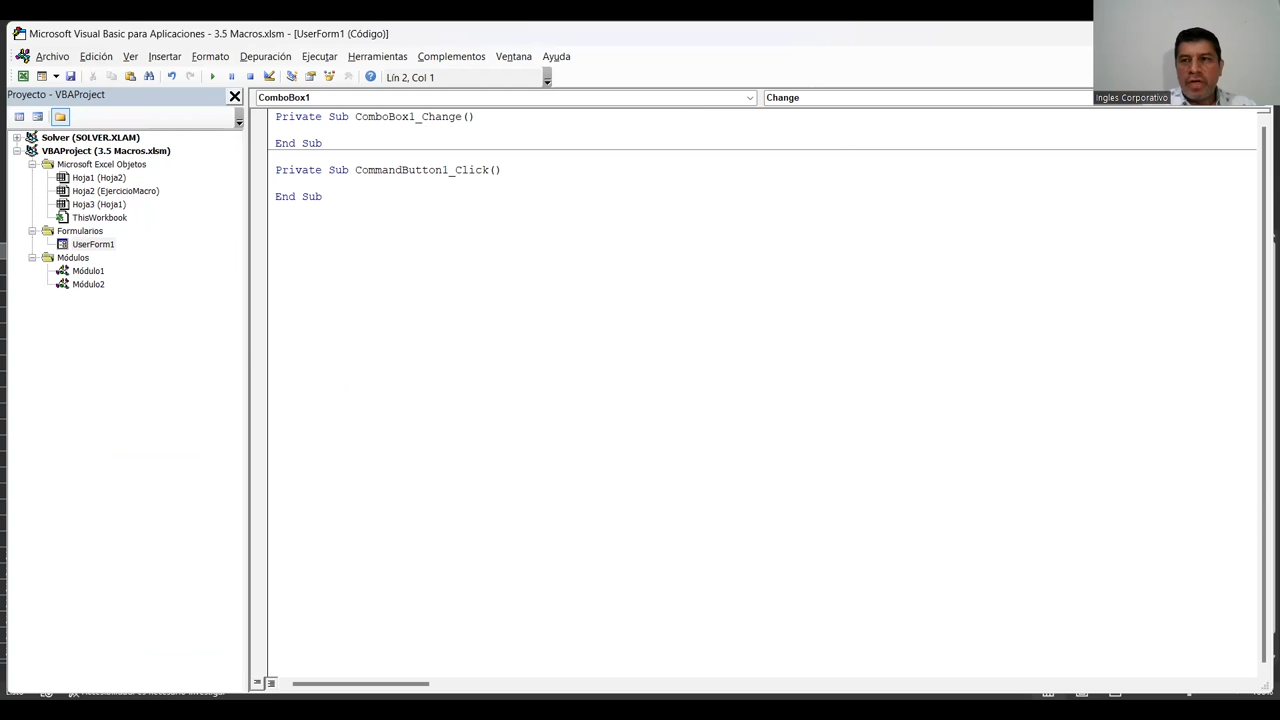 Microsoft Visual Basic para Aplicaciones - 3.5 Macros.xlsm - [UserForm1 (Código)]
Archivo Edición Ver Insertar Formato Depuración Ejecutar Herramientas Complementos Ventana Ayuda
Lín 2, Col 1
Ingles Corporativo
Proyecto - VBAProject
ComboBox1
Change
Solver (SOLVER.XLAM)
VBAProject (3.5 Macros.xlsm)
Microsoft Excel Objetos
Hoja1 (Hoja2)
Hoja2 (EjercicioMacro)
Hoja3 (Hoja1)
ThisWorkbook
Formularios
UserForm1
Módulos
Módulo1
Módulo2
Private Sub ComboBox1_Change()
End Sub
Private Sub CommandButton1_Click()
End Sub